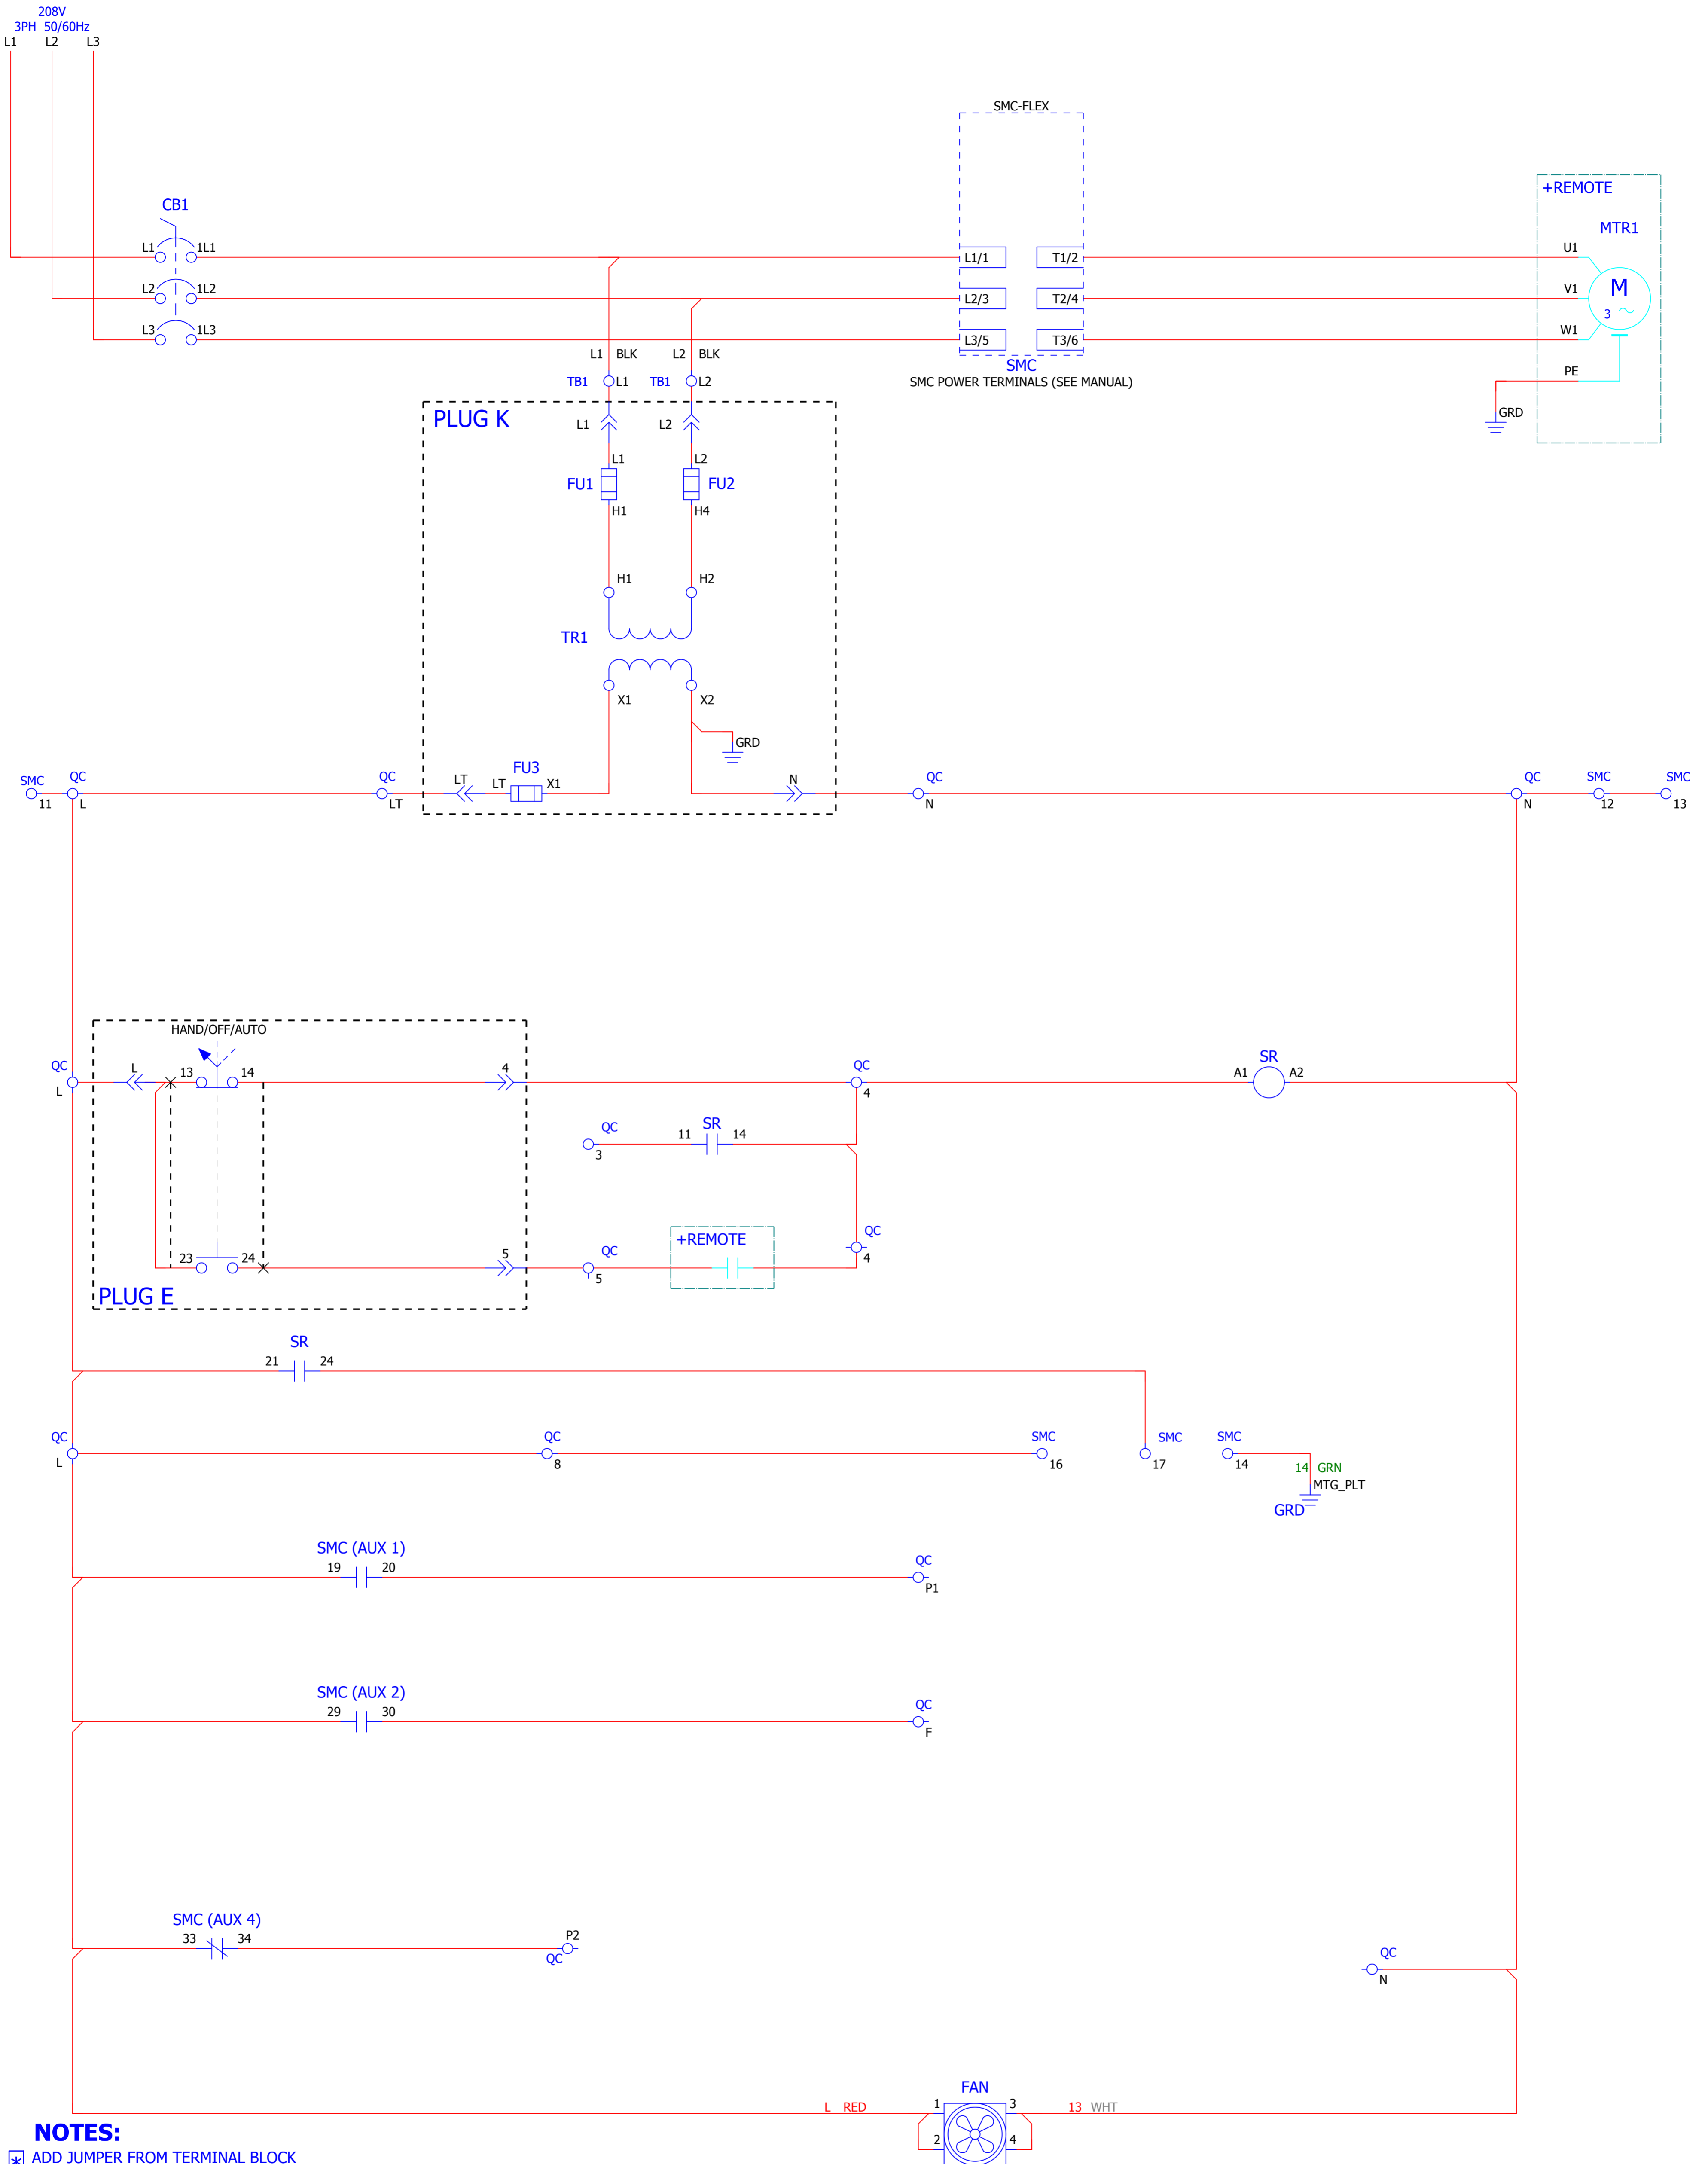 208V
3PH 50/60Hz
L1 L2 L3
SMC-FLEX
+REMOTE
CB1
MTR1
L1 1L1
L1/1 T1/2
U1
L2 1L2
L2/3 T2/4
V1
M
3
L3 1L3
L3/5 T3/6
W1
SMC
SMC POWER TERMINALS (SEE MANUAL)
PE
GRD
L1 BLK L2 BLK
TB1 L1 TB1 L2
PLUG K
L1 L2
L1 L2
FU1 FU2
H1 H4
H1 H2
TR1
X1 X2
GRD
SMC QC QC LT LT FU3 X1 N QC QC SMC SMC
11 L LT N N 12 13
HAND/OFF/AUTO
QC L 13 14 4 QC SR
L 4 A1 A2
QC SR
3 11 14
QC
4
+REMOTE
23 24 5 QC
5
PLUG E
SR
21 24
QC QC SMC SMC SMC
L 8 16 17 14
14 GRN
MTG_PLT
GRD
SMC (AUX 1)
19 20
QC
P1
SMC (AUX 2)
29 30
QC
F
SMC (AUX 4)
33 34
P2
QC
QC
N
FAN
L RED 1 3 13 WHT
2 4
NOTES:
* ADD JUMPER FROM TERMINAL BLOCK